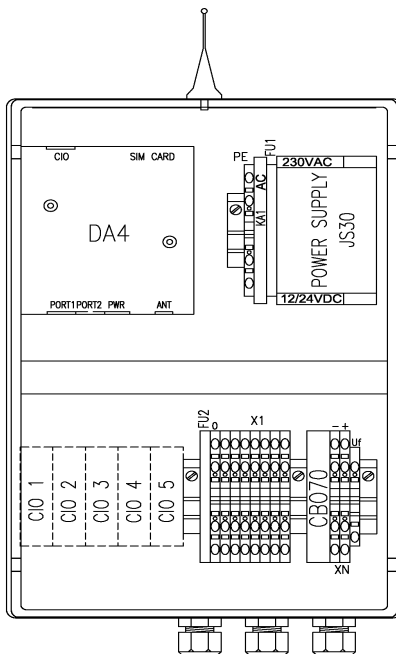 CIO SIM CARD
DA4
PORT1 PORT2 PWR ANT
PE
FU1
AC
KA1
230VAC
POWER SUPPLY
JS30
12/24VDC
CIO 1
CIO 2
CIO 3
CIO 4
CIO 5
FU2
0
X1
CBO70
- +
Uf
XN